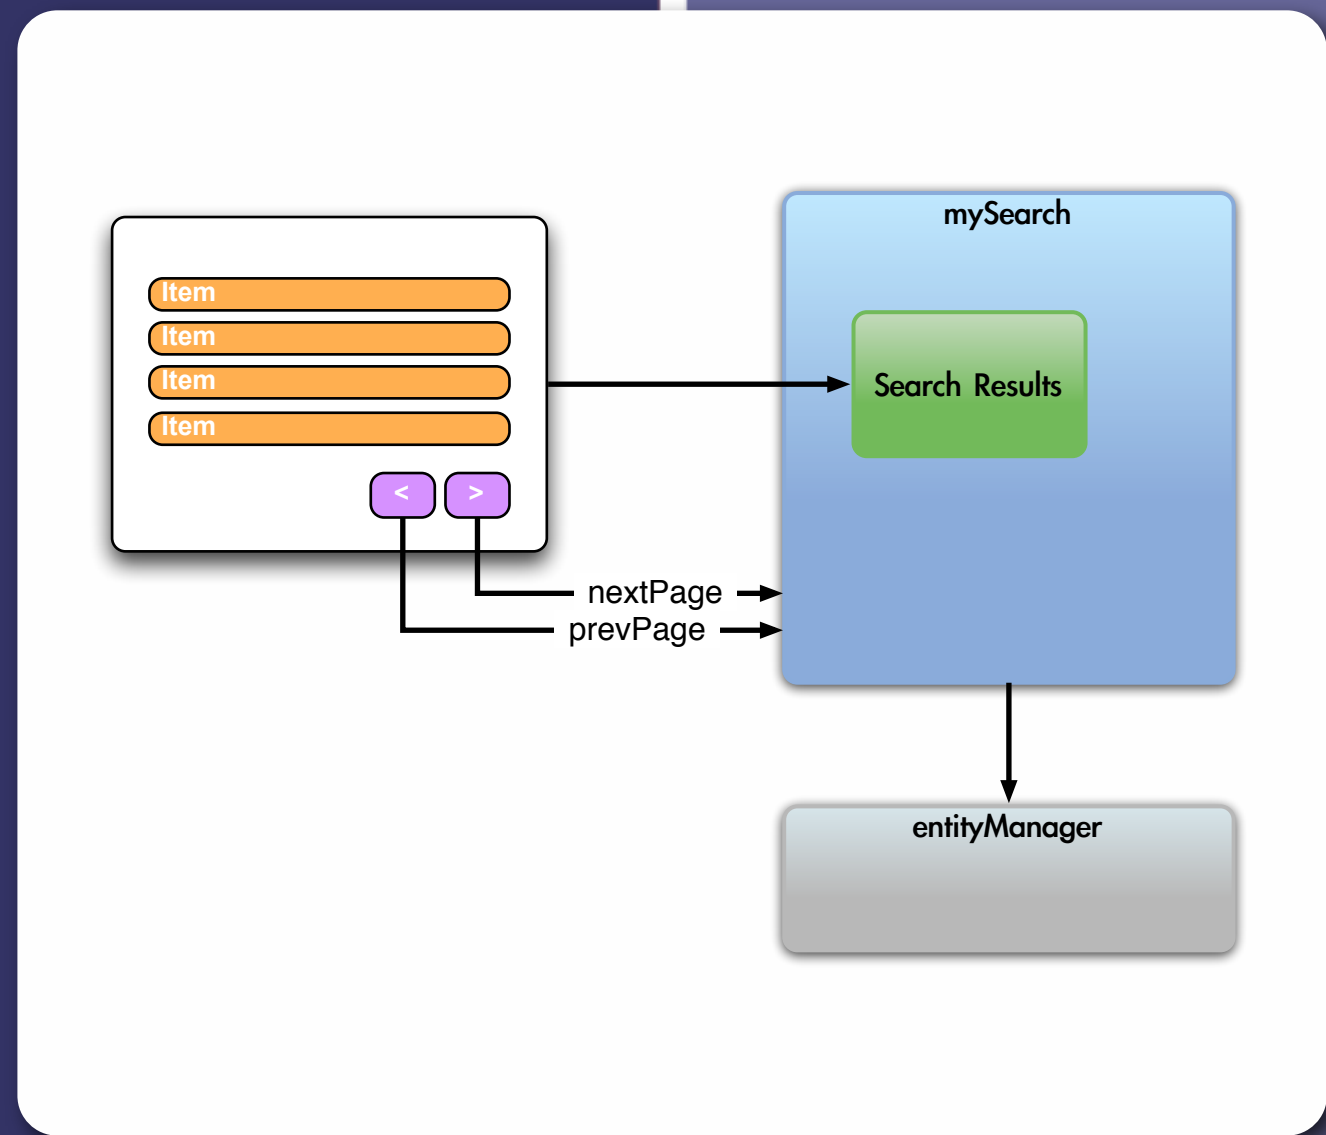 mySearch
Item
Item
Item
Item
Search Results
<
>
nextPage
prevPage
entityManager